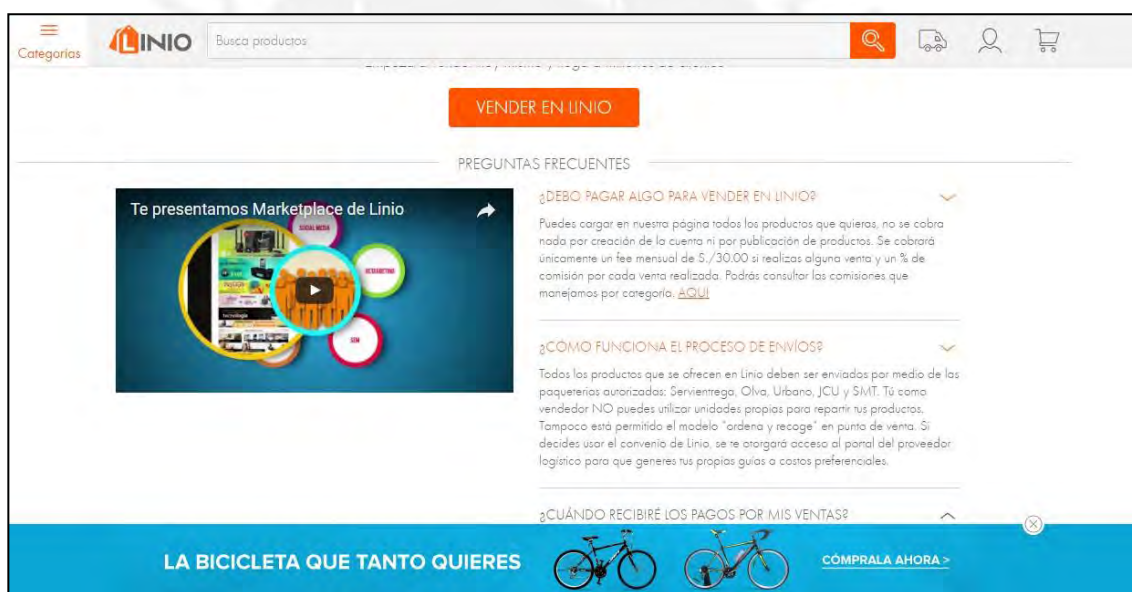 Categorías
LINIO
Busca productos
VENDER EN LINIO
PREGUNTAS FRECUENTES
Te presentamos Marketplace de Linio
SOCIAL MEDIA
SEM
¿DEBO PAGAR ALGO PARA VENDER EN LINIO?
Puedes cargar en nuestra página todos los productos que quieras, no se cobra
nada por creación de la cuenta ni por publicación de productos. Se cobrará
únicamente un fee mensual de S./30.00 si realizas alguna venta y un % de
comisión por cada venta realizada. Podrás consultar las comisiones que
manejamos por categoría, AQUÍ
¿CÓMO FUNCIONA EL PROCESO DE ENVÍOS?
Todos los productos que se ofrecen en Linio deben ser enviados por medio de las
paqueterías autorizadas: Servientrega, Olva, Urbano, JCU y SMT. Tú como
vendedor NO puedes utilizar unidades propias para repartir tus productos.
Tampoco está permitido el modelo "ordena y recoge" en punto de venta. Si
decides usar el convenio de Linio, se te otorgará acceso al portal del proveedor
logístico para que generes tus propias guías a costos preferenciales.
¿CUÁNDO RECIBIRÉ LOS PAGOS POR MIS VENTAS?
LA BICICLETA QUE TANTO QUIERES
CÓMPRALA AHORA >